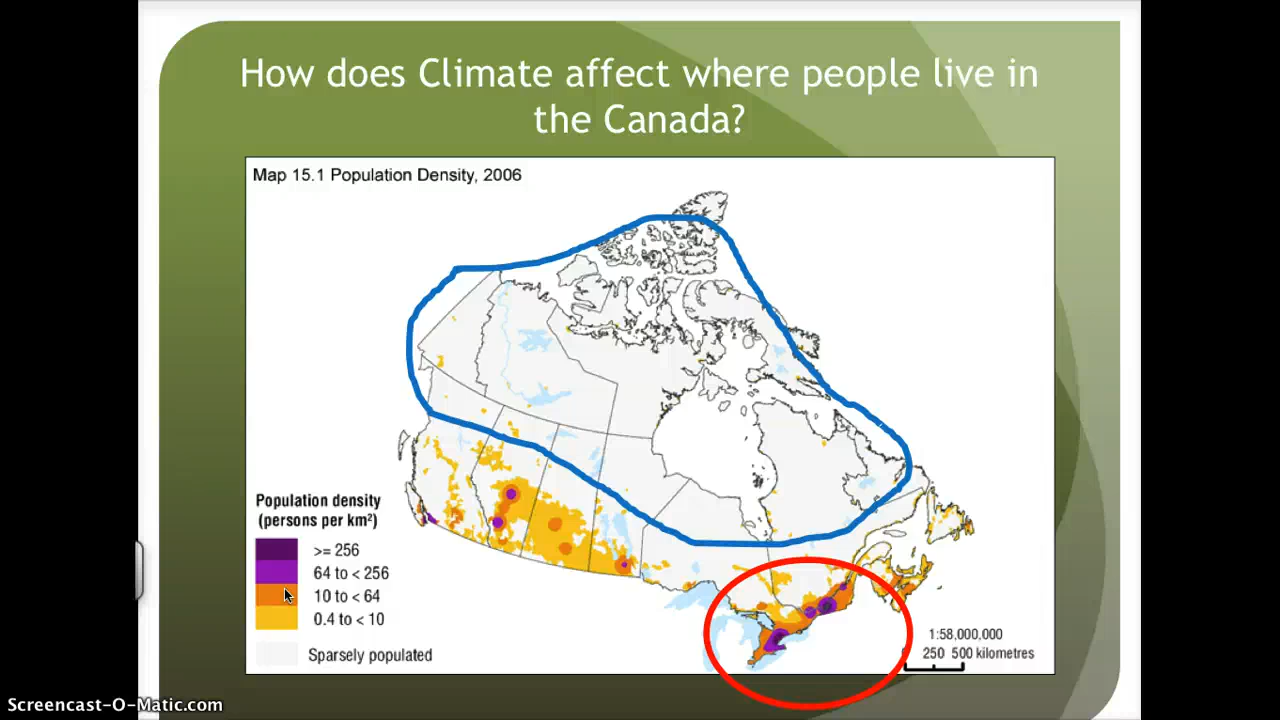 How does Climate affect where people live in
the Canada?
Map 15.1 Population Density, 2006
Population density
(persons per km²)
>= 256
64 to < 256
10 to < 64
0.4 to < 10
Sparsely populated
1:58,000,000
250 500 kilometres
Screencast-O-Matic.com